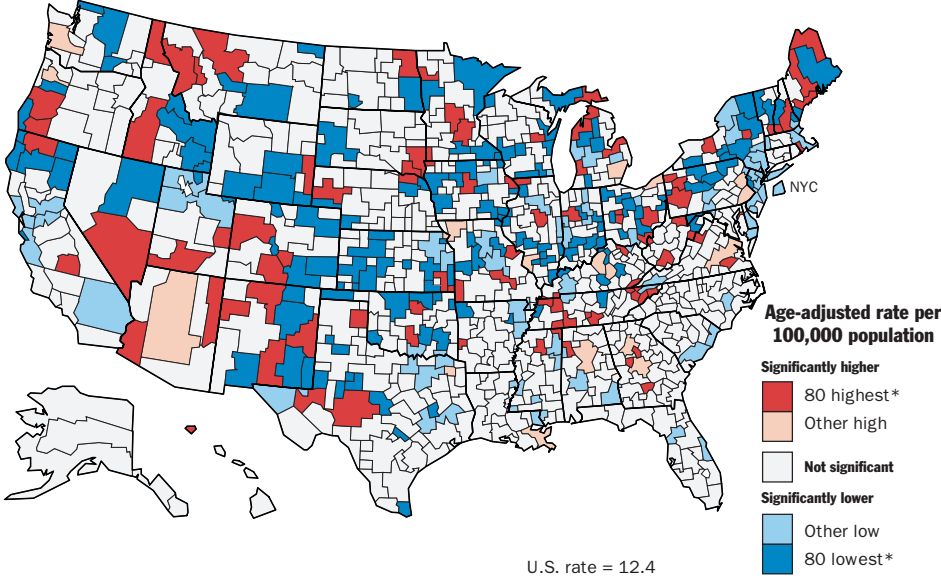 NYC
Age-adjusted rate per
100,000 population
Significantly higher
80 highest*
Other high
Not significant
Significantly lower
Other low
80 lowest*
U.S. rate = 12.4